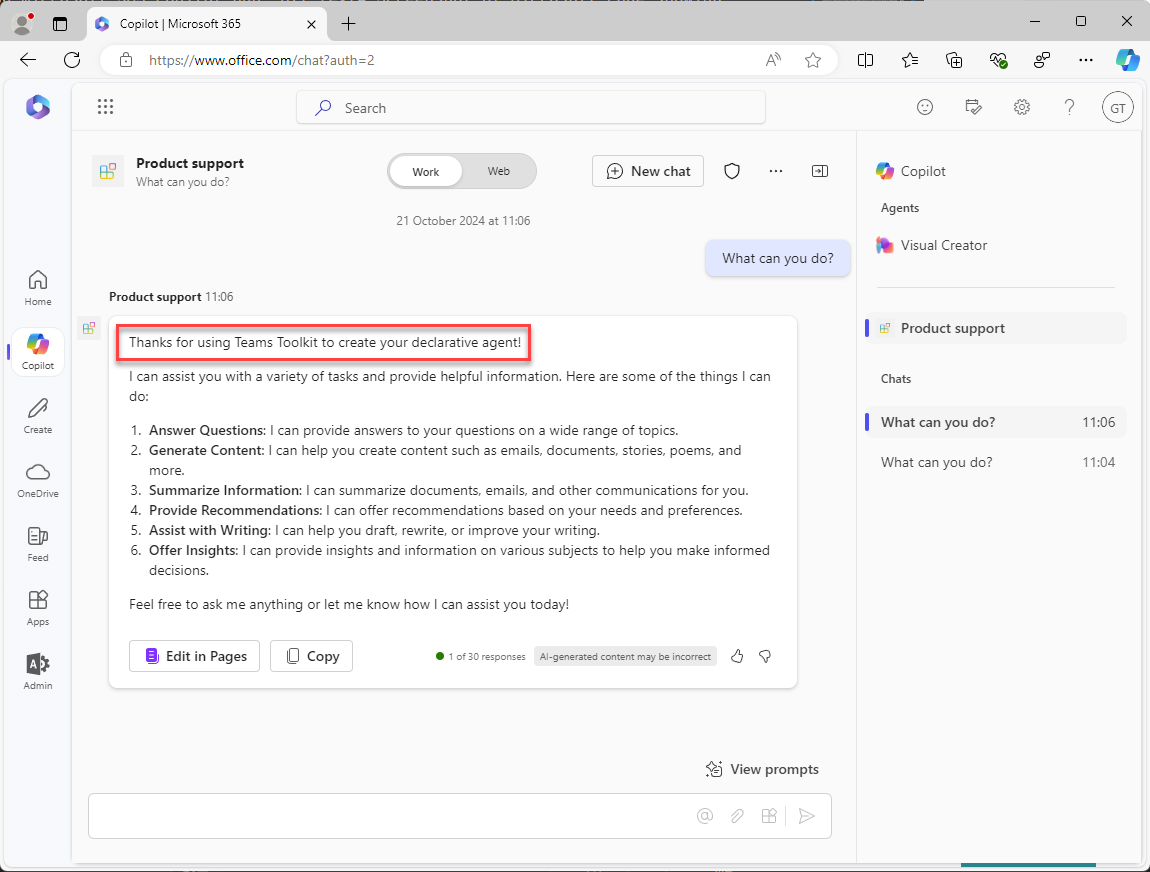 Copilot | Microsoft 365
https://www.office.com/chat?auth=2
Search
GT
Product support
What can you do?
Work
Web
New chat
21 October 2024 at 11:06
What can you do?
Product support 11:06
Thanks for using Teams Toolkit to create your declarative agent!
I can assist you with a variety of tasks and provide helpful information. Here are some of the things I can
do:
1. Answer Questions: I can provide answers to your questions on a wide range of topics.
2. Generate Content: I can help you create content such as emails, documents, stories, poems, and
more.
3. Summarize Information: I can summarize documents, emails, and other communications for you.
4. Provide Recommendations: I can offer recommendations based on your needs and preferences.
5. Assist with Writing: I can help you draft, rewrite, or improve your writing.
6. Offer Insights: I can provide insights and information on various subjects to help you make informed
decisions.
Feel free to ask me anything or let me know how I can assist you today!
Edit in Pages
Copy
1 of 30 responses
AI-generated content may be incorrect
View prompts
Home
Copilot
Create
OneDrive
Feed
Apps
Admin
Copilot
Agents
Visual Creator
Product support
Chats
What can you do? 11:06
What can you do? 11:04